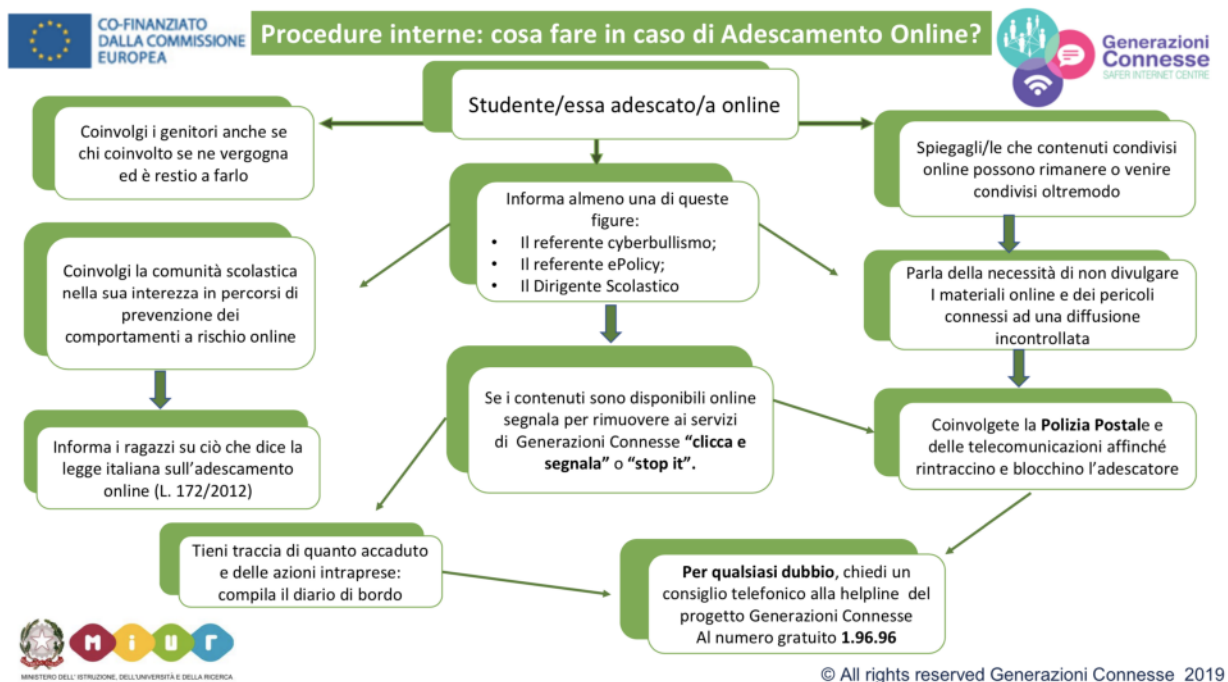 CO-FINANZIATO
DALLA COMMISSIONE
EUROPEA
Procedure interne: cosa fare in caso di Adescamento Online?
Generazioni
Connesse
SAFER INTERNET CENTRE
Studente/essa adescato/a online
Coinvolgi i genitori anche se
chi coinvolto se ne vergogna
ed è restio a farlo
Spiegagli/le che contenuti condivisi
online possono rimanere o venire
condivisi oltremodo
Informa almeno una di queste
figure:
• Il referente cyberbullismo;
• Il referente ePolicy;
• Il Dirigente Scolastico
Coinvolgi la comunità scolastica
nella sua interezza in percorsi di
prevenzione dei
comportamenti a rischio online
Parla della necessità di non divulgare
I materiali online e dei pericoli
connessi ad una diffusione
incontrollata
Se i contenuti sono disponibili online
segnala per rimuovere ai servizi
di Generazioni Connesse “clicca e
segnala” o “stop it”.
Informa i ragazzi su ciò che dice la
legge italiana sull’adescamento
online (L. 172/2012)
Coinvolgete la Polizia Postale e
delle telecomunicazioni affinché
rintraccino e blocchino l’adescatore
Tieni traccia di quanto accaduto
e delle azioni intraprese:
compila il diario di bordo
Per qualsiasi dubbio, chiedi un
consiglio telefonico alla helpline del
progetto Generazioni Connesse
Al numero gratuito 1.96.96
M i u r
MINISTERO DELL' ISTRUZIONE, DELL'UNIVERSITÀ E DELLA RICERCA
© All rights reserved Generazioni Connesse 2019